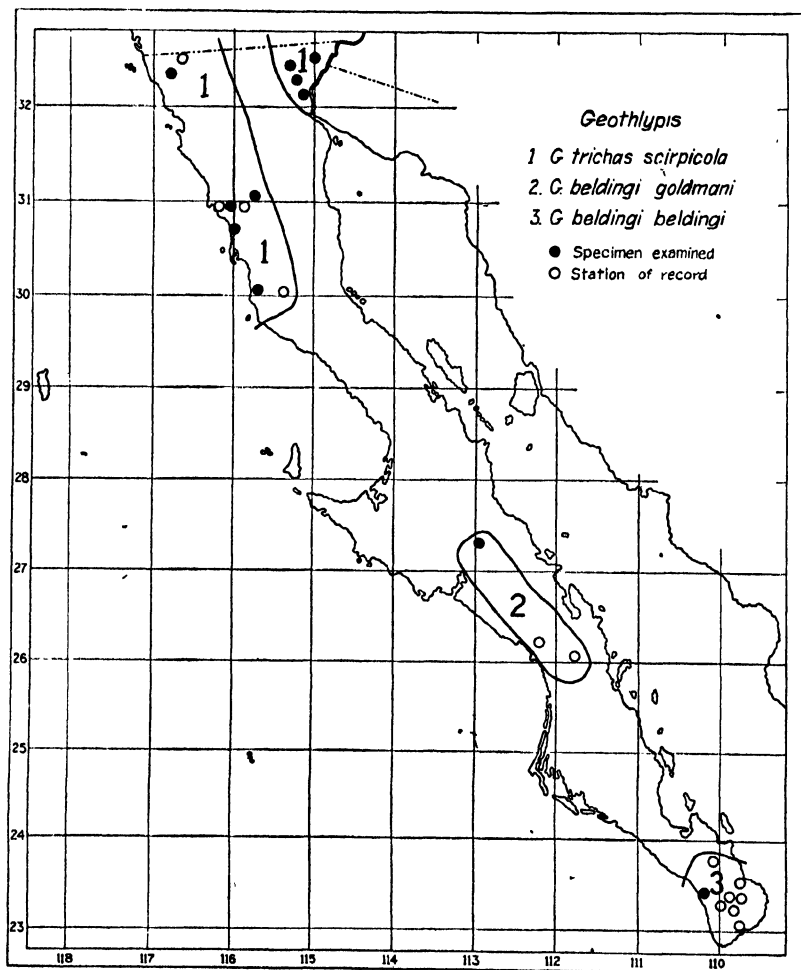 Geothlypis
1 G trichas scirpicola
2. G. beldingi goldmani
3. G beldingi beldingi
● Specimen examined
○ Station of record
1
1
1
2
3
32
31
30
29
28
27
26
25
24
23
118 117 116 115 114 113 112 111 110